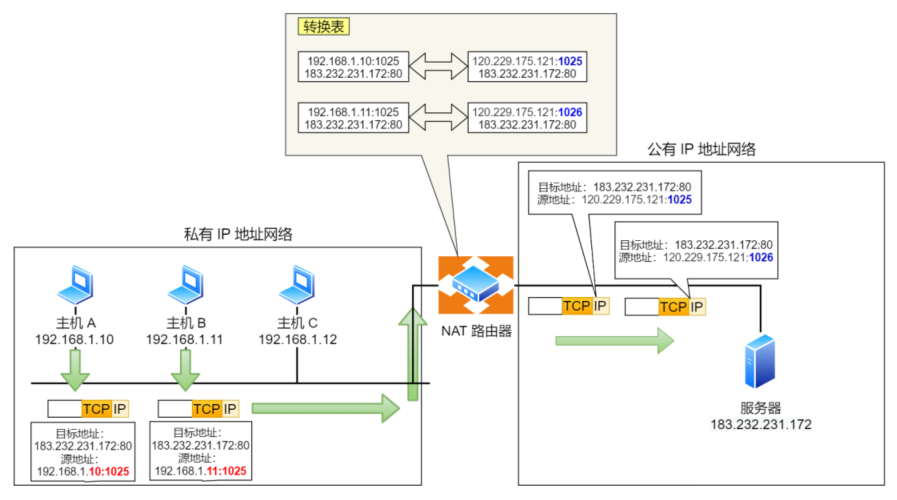 转换表
192.168.1.10:1025
183.232.231.172:80
120.229.175.121:1025
183.232.231.172:80
192.168.1.11:1025
183.232.231.172:80
120.229.175.121:1026
183.232.231.172:80
公有 IP 地址网络
目标地址：183.232.231.172:80
源地址：120.229.175.121:1025
目标地址：183.232.231.172:80
源地址：120.229.175.121:1026
私有 IP 地址网络
主机 A
192.168.1.10
主机 B
192.168.1.11
主机 C
192.168.1.12
NAT 路由器
TCP IP
TCP IP
服务器
183.232.231.172
TCP IP
TCP IP
目标地址：
183.232.231.172:80
源地址：
192.168.1.10:1025
目标地址：
183.232.231.172:80
源地址：
192.168.1.11:1025